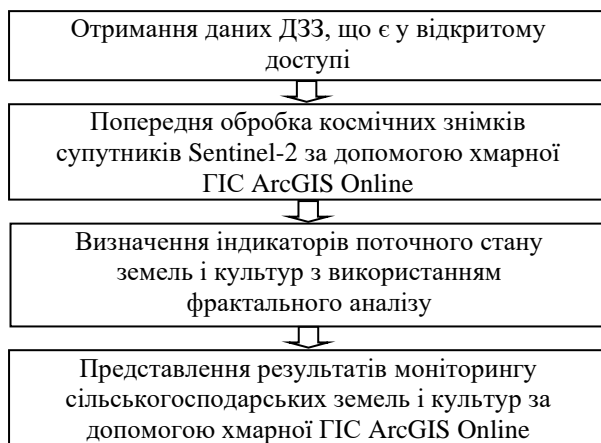 Отримання даних ДЗЗ, що є у відкритому
доступі
Попередня обробка космічних знімків
супутників Sentinel-2 за допомогою хмарної
ГІС ArcGIS Online
Визначення індикаторів поточного стану
земель і культур з використанням
фрактального аналізу
Представлення результатів моніторингу
сільськогосподарських земель і культур за
допомогою хмарної ГІС ArcGIS Online